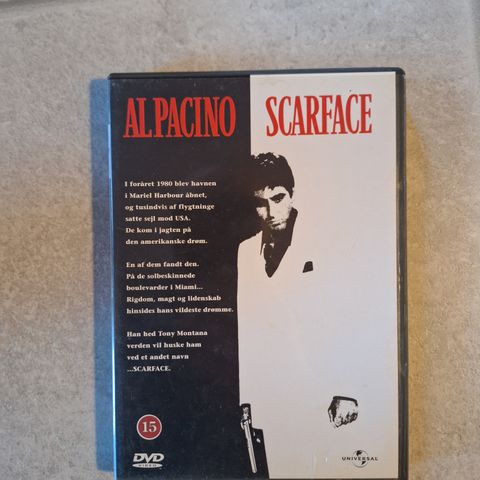 AL PACINO SCARFACE
I foråret 1980 blev havnen
i Mariel Harbour åbnet,
og tusindvis af flygtninge
satte sejl mod USA.
De kom i jagten på
den amerikanske drøm.
En af dem fandt den.
På de solbeskinnede
boulevarder i Miami...
Rigdom, magt og lidenskab
hinsides hans vildeste drømme.
Han hed Tony Montana
verden vil huske ham
ved et andet navn
...SCARFACE.
15
DVD
VIDEO
UNIVERSAL